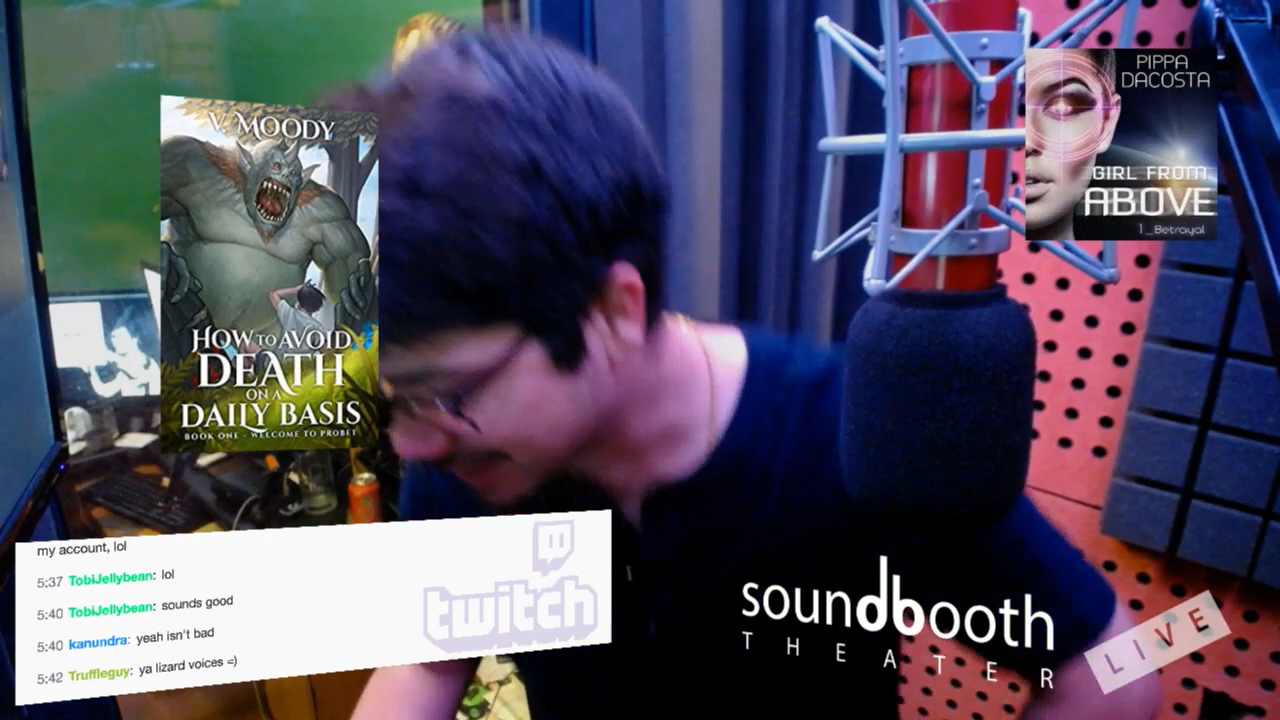 V. MOODY
HOW TO AVOID
DEATH
ON A
DAILY BASIS
BOOK ONE - WELCOME TO PROBET
PIPPA
DACOSTA
GIRL FROM
ABOVE
1_Betrayal
my account, lol
5:37 TobiJellybean: lol
5:40 TobiJellybean: sounds good
5:40 kanundra: yeah isn't bad
5:42 Truffleguy: ya lizard voices =)
twitch
soundbooth
THEATER
LIVE